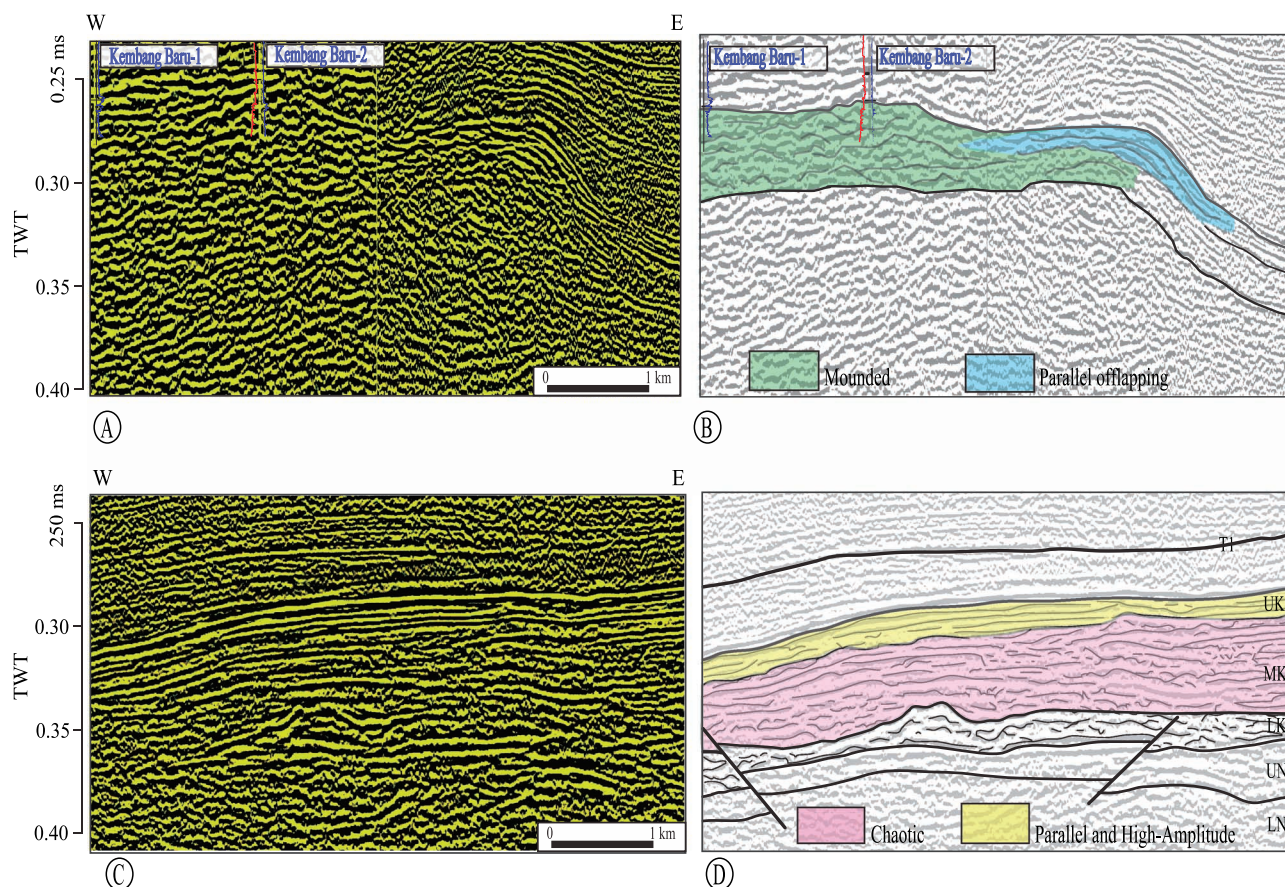 W E
Kembang Baru-1 Kembang Baru-2
0.25 ms
0.30
TWT
0.35
0.40
0 1 km
A
E
Kembang Baru-1 Kembang Baru-2
Mounded Parallel offlapping
B
W E
250 ms
0.30
TWT
0.35
0.40
0 1 km
C
T1
UK
MK
LK
UN
LN
Chaotic Parallel and High-Amplitude
D